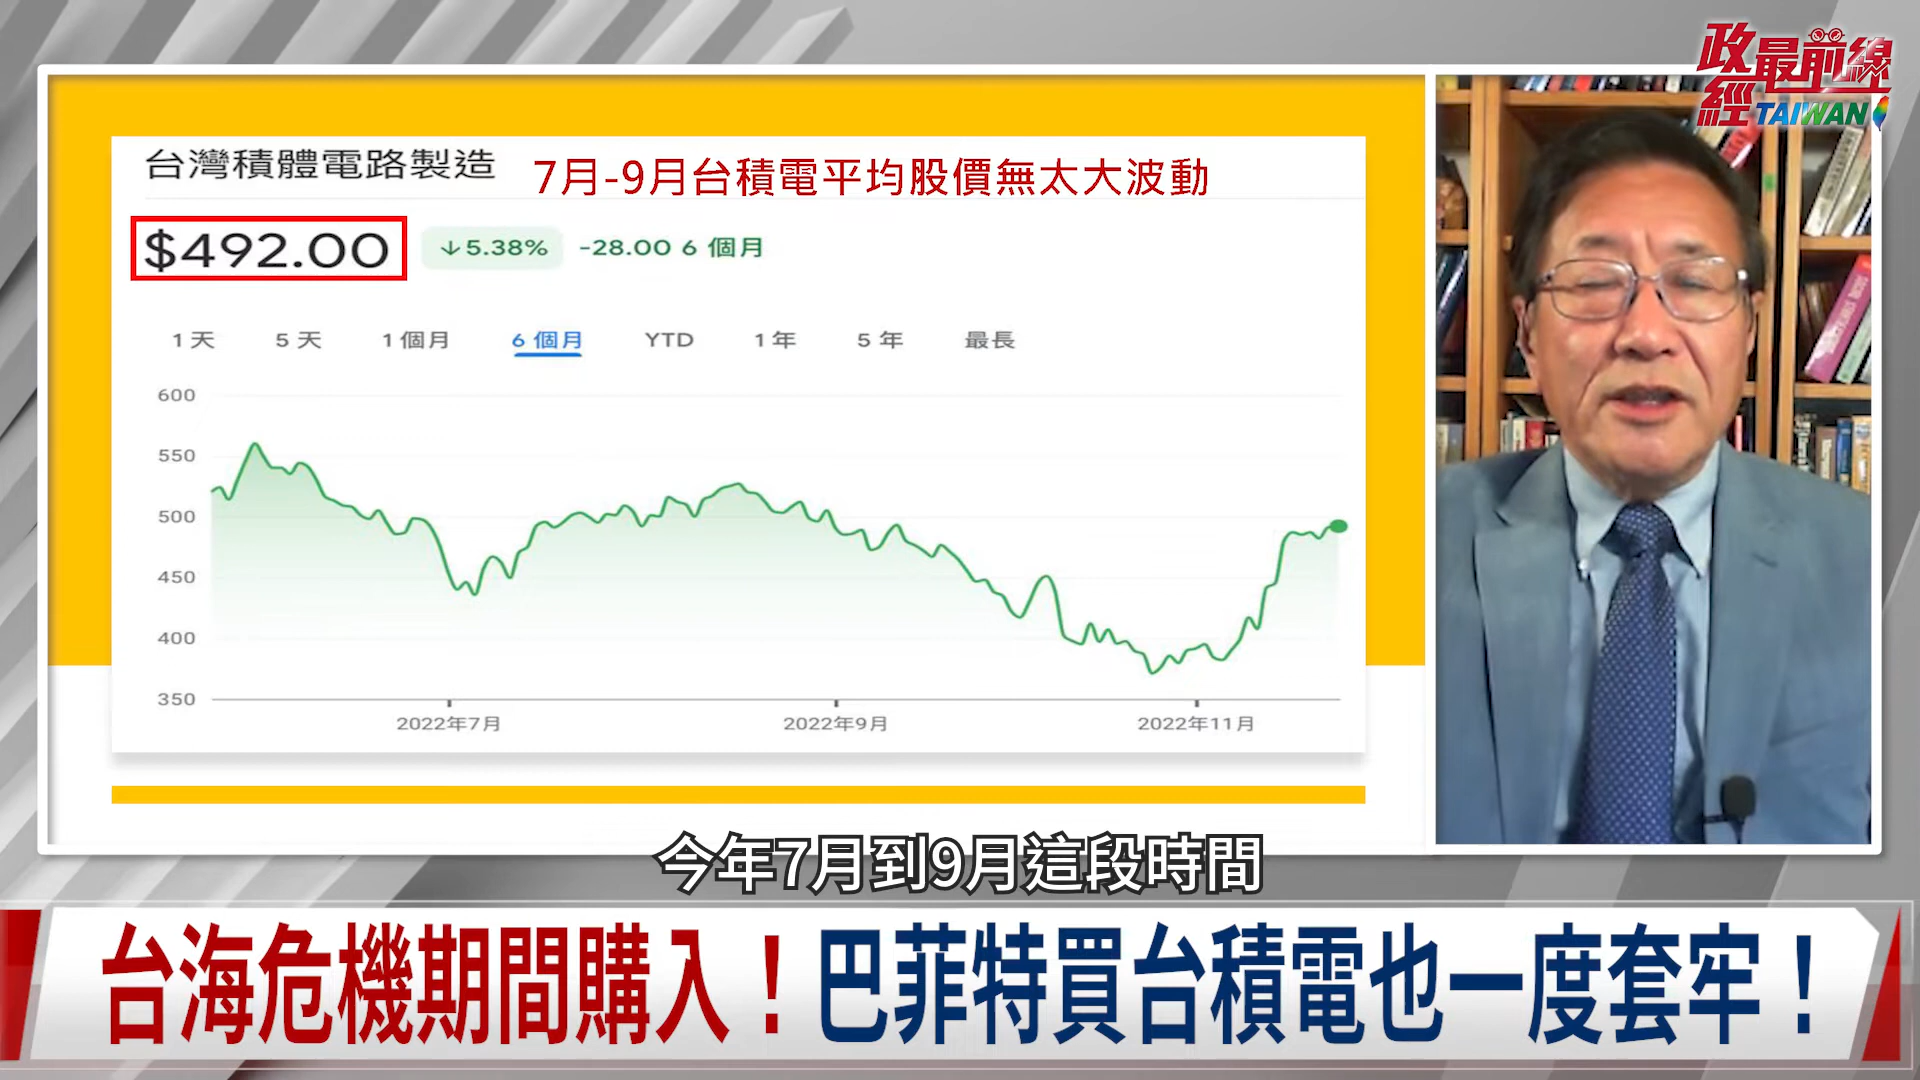 政經最前線
TAIWAN
台灣積體電路製造
7月-9月台積電平均股價無太大波動
$492.00
↓5.38%
-28.00 6 個月
1 天 5 天 1 個月 6 個月 YTD 1 年 5 年 最長
600
550
500
450
400
350
2022年7月 2022年9月 2022年11月
今年7月到9月這段時間
台海危機期間購入！巴菲特買台積電也一度套牢！